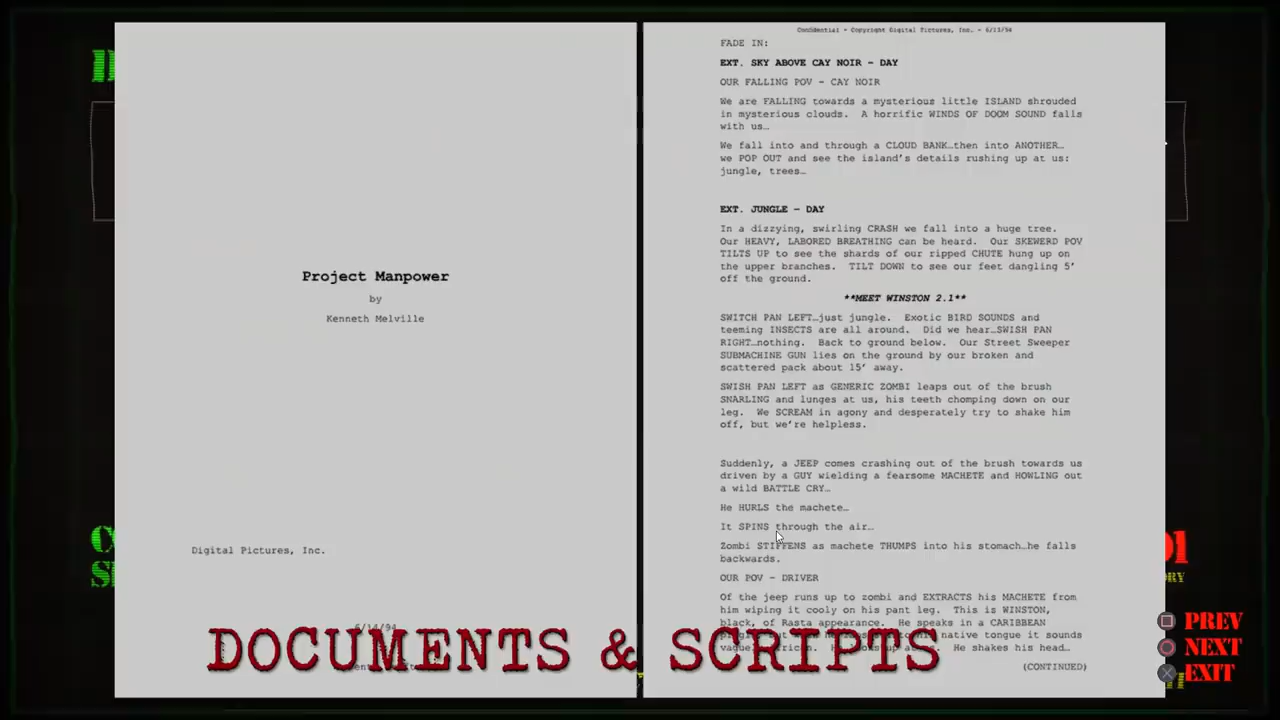 Project Manpower
by
Kenneth Melville
Digital Pictures, Inc.
6/14/94
Confidential - Copyright Digital Pictures, Inc. - 6/13/94
FADE IN:
EXT. SKY ABOVE CAY NOIR – DAY
OUR FALLING POV – CAY NOIR
We are FALLING towards a mysterious little ISLAND shrouded
in mysterious clouds. A horrific WINDS OF DOOM SOUND falls
with us…
We fall into and through a CLOUD BANK…then into ANOTHER…
we POP OUT and see the island's details rushing up at us:
jungle, trees…
EXT. JUNGLE – DAY
In a dizzying, swirling CRASH we fall into a huge tree.
Our HEAVY, LABORED BREATHING can be heard. Our SKEWERD POV
TILTS UP to see the shards of our ripped CHUTE hung up on
the upper branches. TILT DOWN to see our feet dangling 5'
off the ground.
**MEET WINSTON 2.1**
SWITCH PAN LEFT…just jungle. Exotic BIRD SOUNDS and
teeming INSECTS are all around. Did we hear…SWISH PAN
RIGHT…nothing. Back to ground below. Our Street Sweeper
SUBMACHINE GUN lies on the ground by our broken and
scattered pack about 15' away.
SWISH PAN LEFT as GENERIC ZOMBI leaps out of the brush
SNARLING and lunges at us, his teeth chomping down on our
leg. We SCREAM in agony and desperately try to shake him
off, but we're helpless.
Suddenly, a JEEP comes crashing out of the brush towards us
driven by a GUY wielding a fearsome MACHETE and HOWLING out
a wild BATTLE CRY…
He HURLS the machete…
It SPINS through the air…
Zombi STIFFENS as machete THUMPS into his stomach…he falls
backwards.
OUR POV – DRIVER
Of the jeep runs up to zombi and EXTRACTS his MACHETE from
him wiping it cooly on his pant leg. This is WINSTON,
black, of Rasta appearance. He speaks in a CARIBBEAN
native tongue it sounds
He shakes his head…
(CONTINUED)
DOCUMENTS & SCRIPTS
PREV
NEXT
EXIT